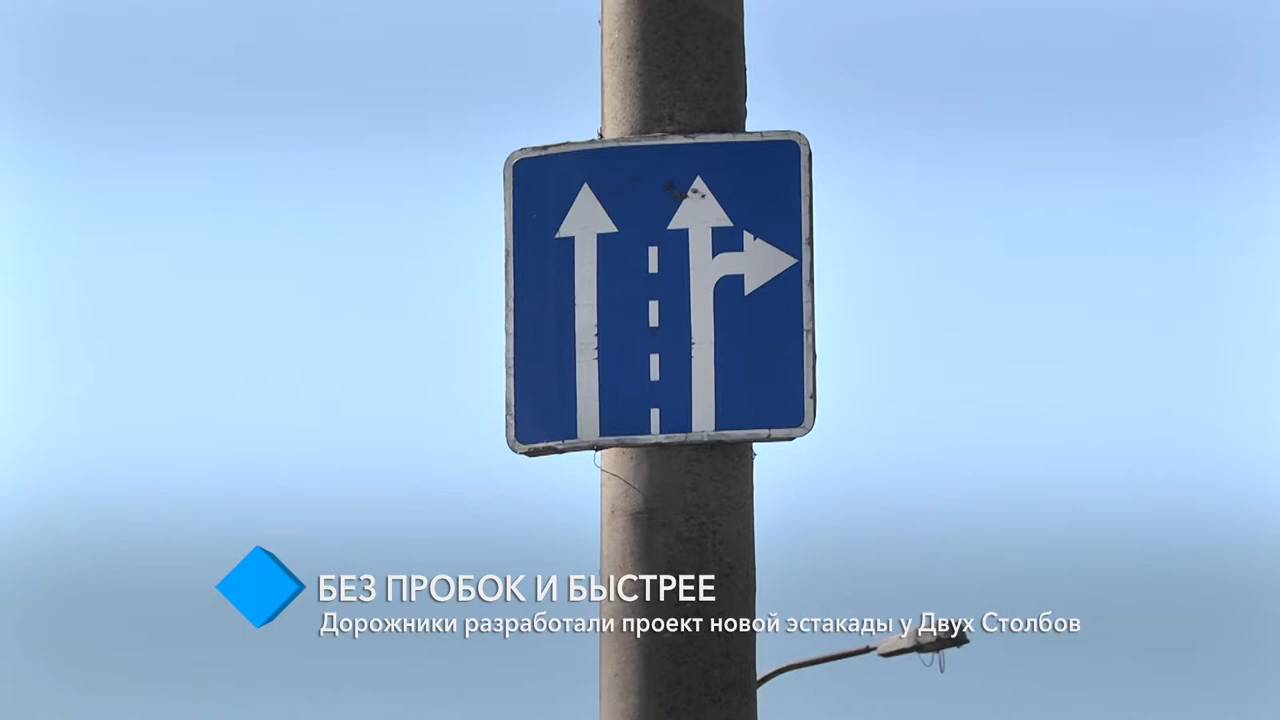 БЕЗ ПРОБОК И БЫСТРЕЕ
Дорожники разработали проект новой эстакады у Двух Столбов